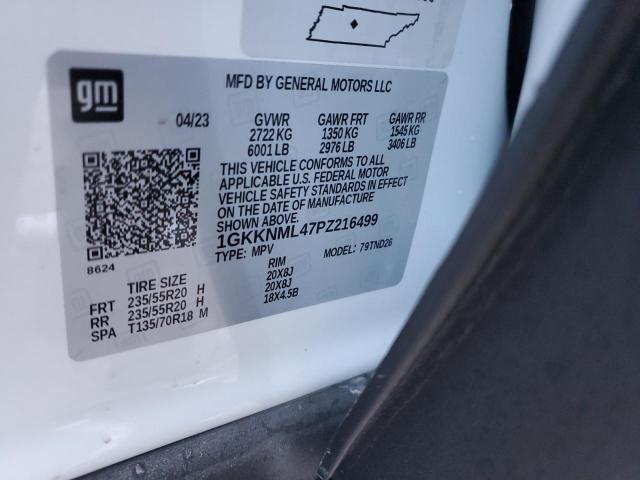 gm
MFD BY GENERAL MOTORS LLC
04/23 GVWR GAWR FRT GAWR RR
2722 KG 1350 KG 1545 KG
6001 LB 2976 LB 3406 LB
THIS VEHICLE CONFORMS TO ALL
APPLICABLE U.S. FEDERAL MOTOR
VEHICLE SAFETY STANDARDS IN EFFECT
ON THE DATE OF MANUFACTURE
SHOWN ABOVE.
1GKKNML47PZ216499
TYPE: MPV MODEL: 79TND26
8624
TIRE SIZE RIM
FRT 235/55R20 H 20X8J
RR 235/55R20 H 20X8J
SPA T135/70R18 M 18X4.5B